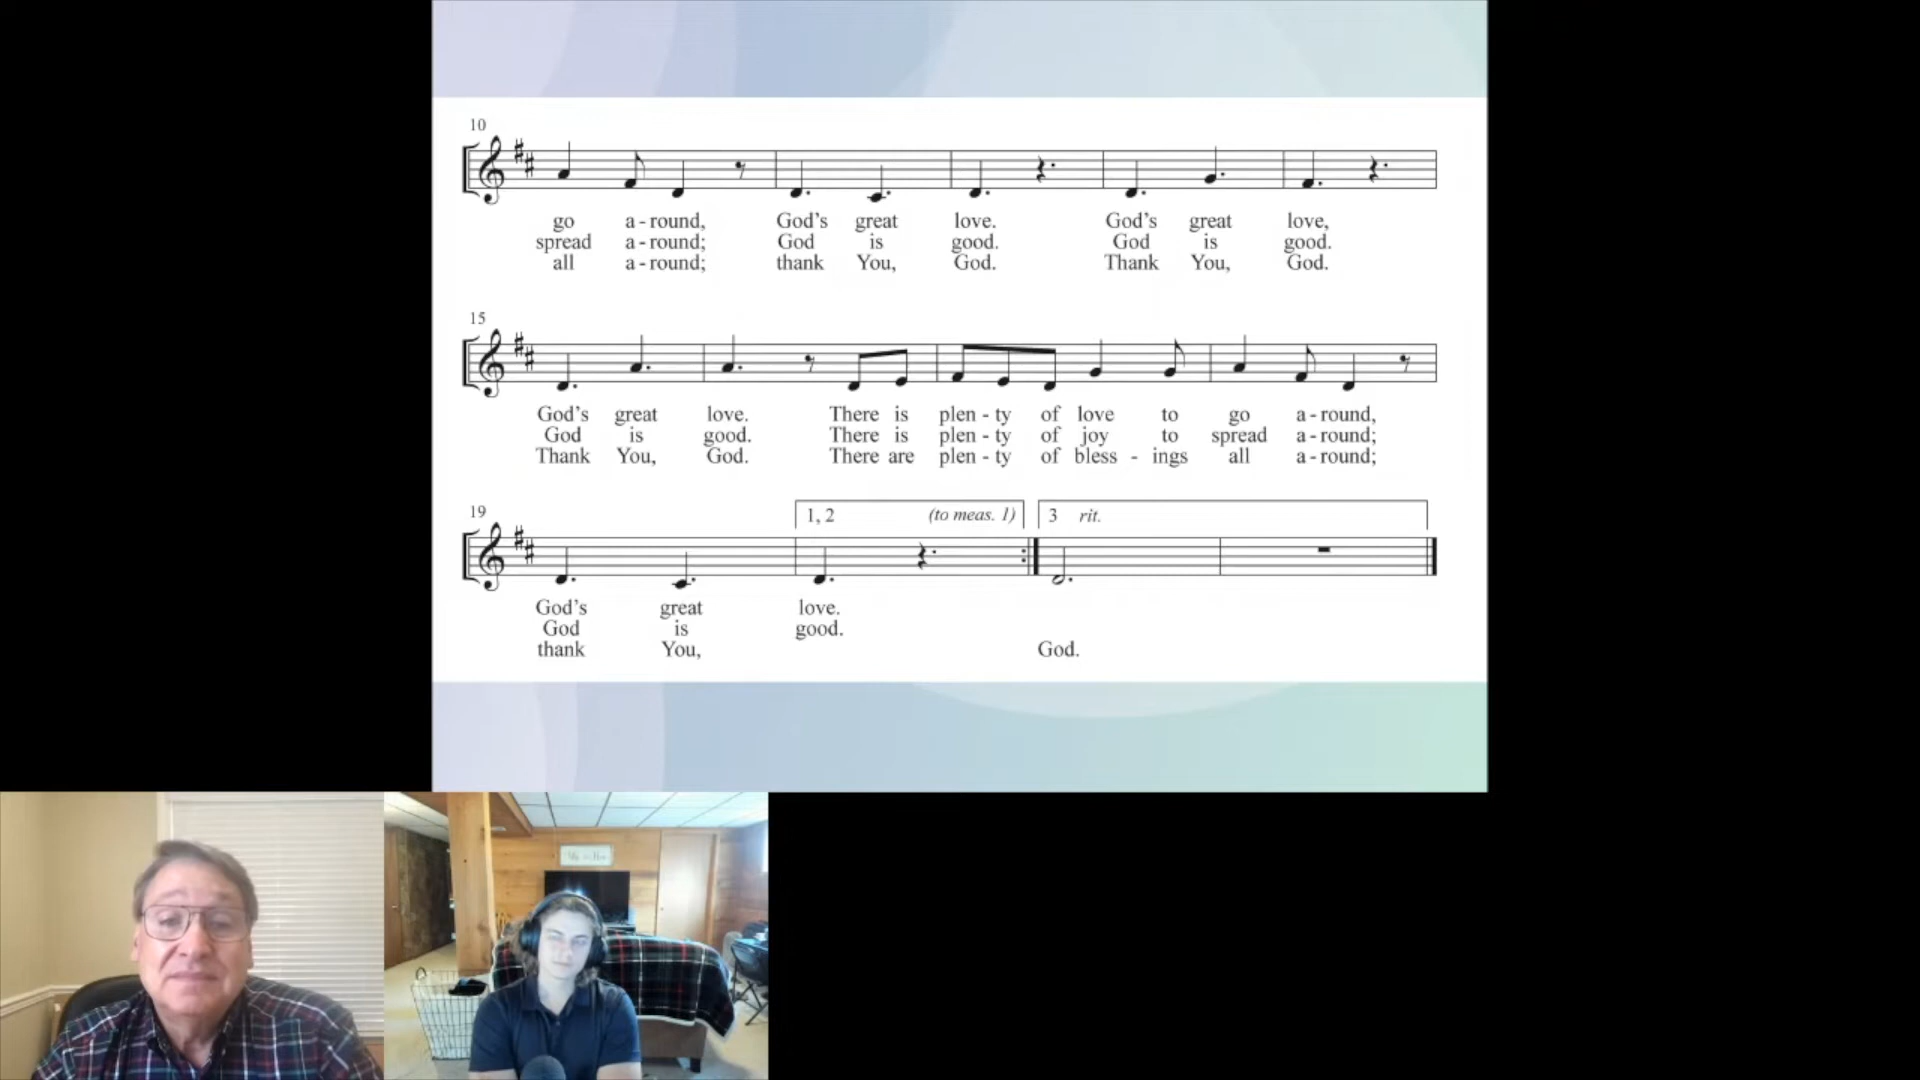 10
go a - round, God's great love. God's great love,
spread a - round; God is good. God is good.
all a - round; thank You, God. Thank You, God.
15
God's great love. There is plen - ty of love to go a - round,
God is good. There is plen - ty of joy to spread a - round;
Thank You, God. There are plen - ty of bless - ings all a - round;
19
1, 2 (to meas. 1) 3 rit.
God's great love.
God is good.
thank You, God.